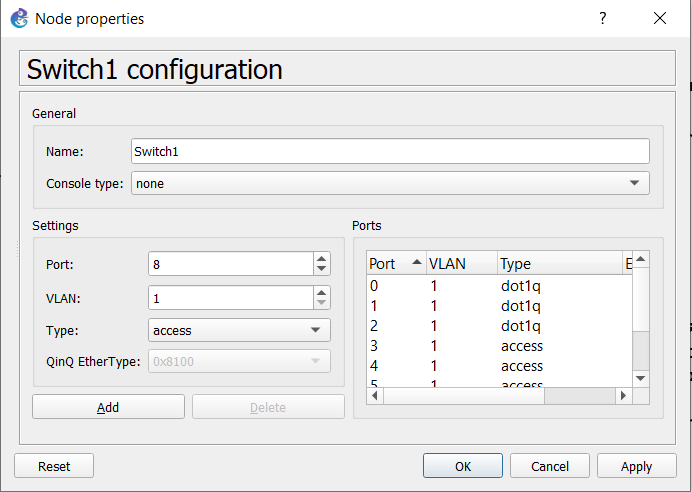 Node properties
?
Switch1 configuration
General
Name: Switch1
Console type: none
Settings
Port: 8
VLAN: 1
Type: access
QinQ EtherType: 0x8100
Add Delete
Ports
Port VLAN Type E
0 1 dot1q
1 1 dot1q
2 1 dot1q
3 1 access
4 1 access
5 1 access
Reset OK Cancel Apply